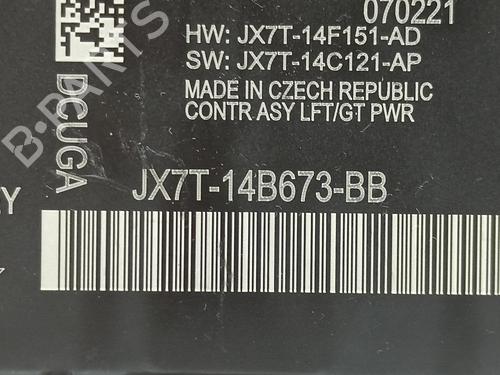 070221
HW: JX7T-14F151-AD
SW: JX7T-14C121-AP
MADE IN CZECH REPUBLIC
CONTR ASY LFT/GT PWR
DCUGA
JX7T-14B673-BB
B-PARTS